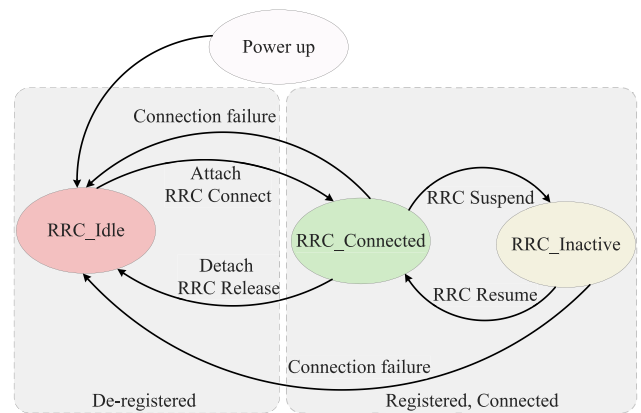 Power up
Connection failure
Attach
RRC Connect
RRC Suspend
RRC_Idle
RRC_Connected
RRC_Inactive
Detach
RRC Release
RRC Resume
Connection failure
De-registered
Registered, Connected